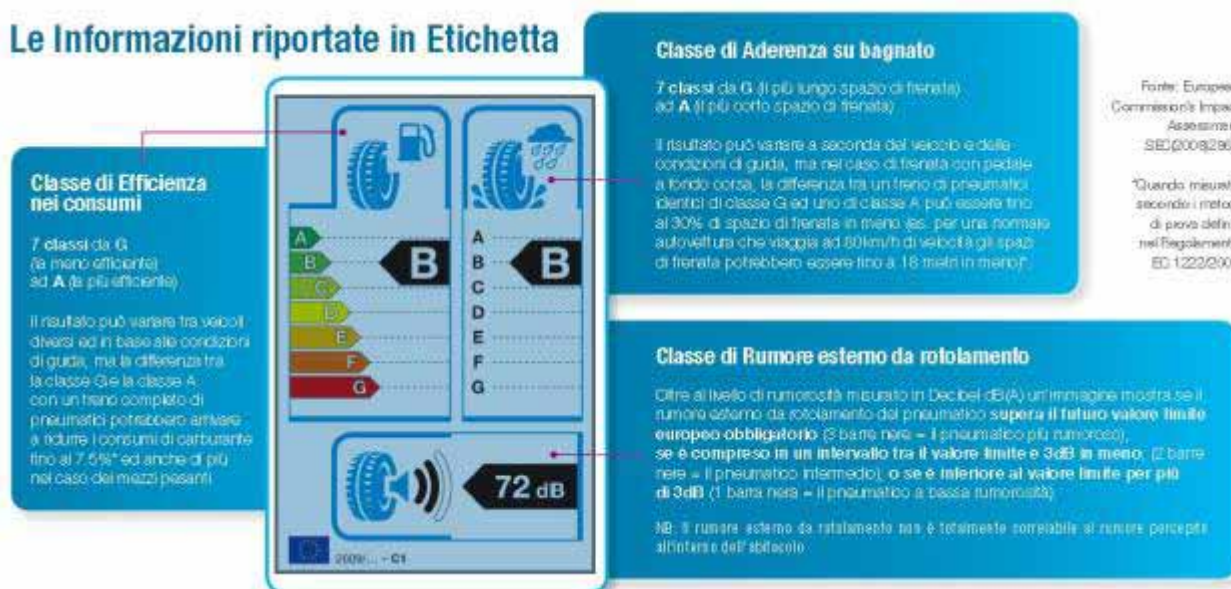 Le Informazioni riportate in Etichetta
Classe di Efficienza
nei consumi
7 classi da G
(la meno efficiente)
ad A (la più efficiente)
Il risultato può variare tra veicoli
diversi ed in base alle condizioni
di guida, ma la differenza tra
la classe G e la classe A
con un treno completo di
pneumatici potrebbero arrivare
a ridurre i consumi di carburante
fino al 7.5%* ed anche di più
nel caso dei mezzi pesanti
A
B
C
D
E
F
G
B
A
B
C
D
E
F
G
B
72 dB
2009/... - C1
Classe di Aderenza su bagnato
7 classi da G (il più lungo spazio di frenata)
ad A (il più corto spazio di frenata)
Il risultato può variare a seconda del veicolo e delle
condizioni di guida, ma nel caso di frenata con pedale
a fondo corsa, la differenza tra un treno di pneumatici
identici di classe G ed uno di classe A può essere fino
al 30% di spazio di frenata in meno (es. per una normale
autovettura che viaggia ad 80km/h di velocità gli spazi
di frenata potrebbero essere fino a 18 metri in meno)*.
Classe di Rumore esterno da rotolamento
Oltre al livello di rumorosità misurato in Decibel dB(A) un'immagine mostra se il
rumore esterno da rotolamento del pneumatico supera il futuro valore limite
europeo obbligatorio (3 barre nere = il pneumatico più rumoroso),
se è compreso in un intervallo tra il valore limite e 3dB in meno, (2 barre
nere = il pneumatico intermedio), o se è inferiore al valore limite per più
di 3dB (1 barra nera = il pneumatico a bassa rumorosità)
NB: Il rumore esterno da rotolamento non è totalmente correlabile al rumore percepito
all'interno dell'abitacolo
Fonte: Europea
Commission's Impa
Assessme
SEC(2008)286
*Quando misurat
secondo i metod
di prova defin
nel Regolament
EC 1222/200